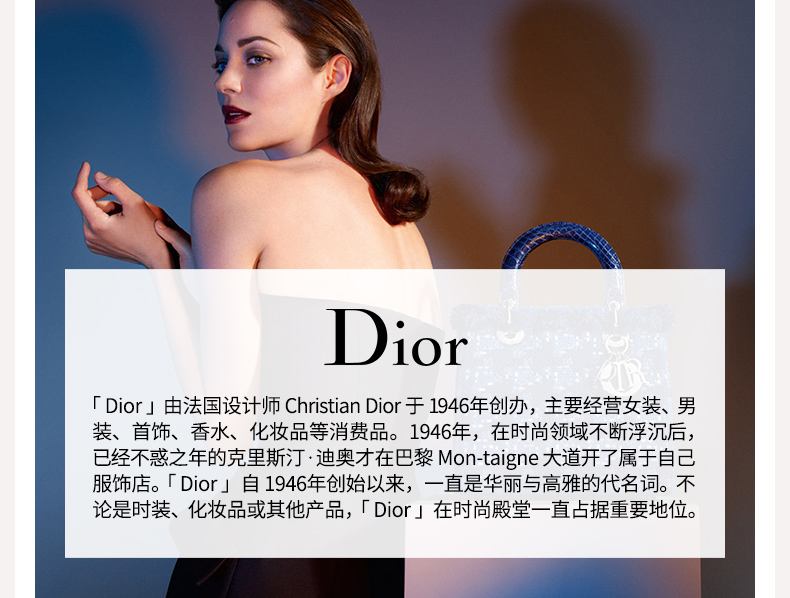 Dior
「Dior」由法国设计师 Christian Dior 于 1946年创办，主要经营女装、男
装、首饰、香水、化妆品等消费品。1946年，在时尚领域不断浮沉后，
已经不惑之年的克里斯汀·迪奥才在巴黎 Mon-taigne 大道开了属于自己
服饰店。「Dior」自 1946年创始以来，一直是华丽与高雅的代名词。不
论是时装、化妆品或其他产品，「Dior」在时尚殿堂一直占据重要地位。